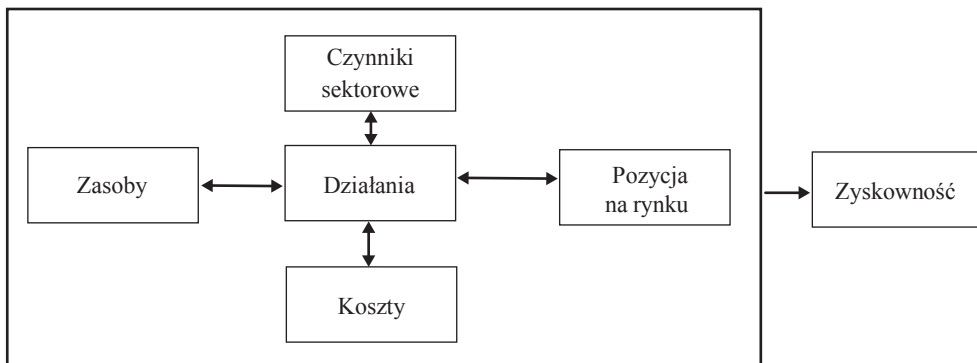 Czynniki
sektorowe
Zasoby
Działania
Pozycja
na rynku
Zyskowność
Koszty